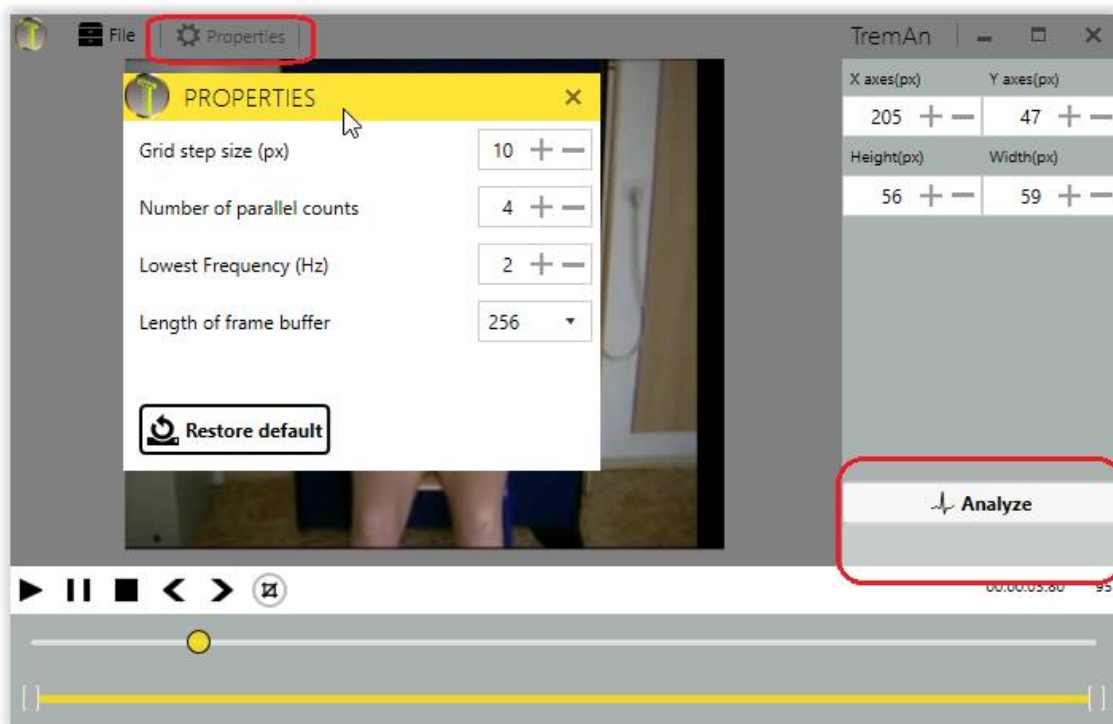 File Properties TremAn
X axes(px) Y axes(px)
205 47
Height(px) Width(px)
56 59
PROPERTIES
Grid step size (px) 10
Number of parallel counts 4
Lowest Frequency (Hz) 2
Length of frame buffer 256
Restore default
Analyze